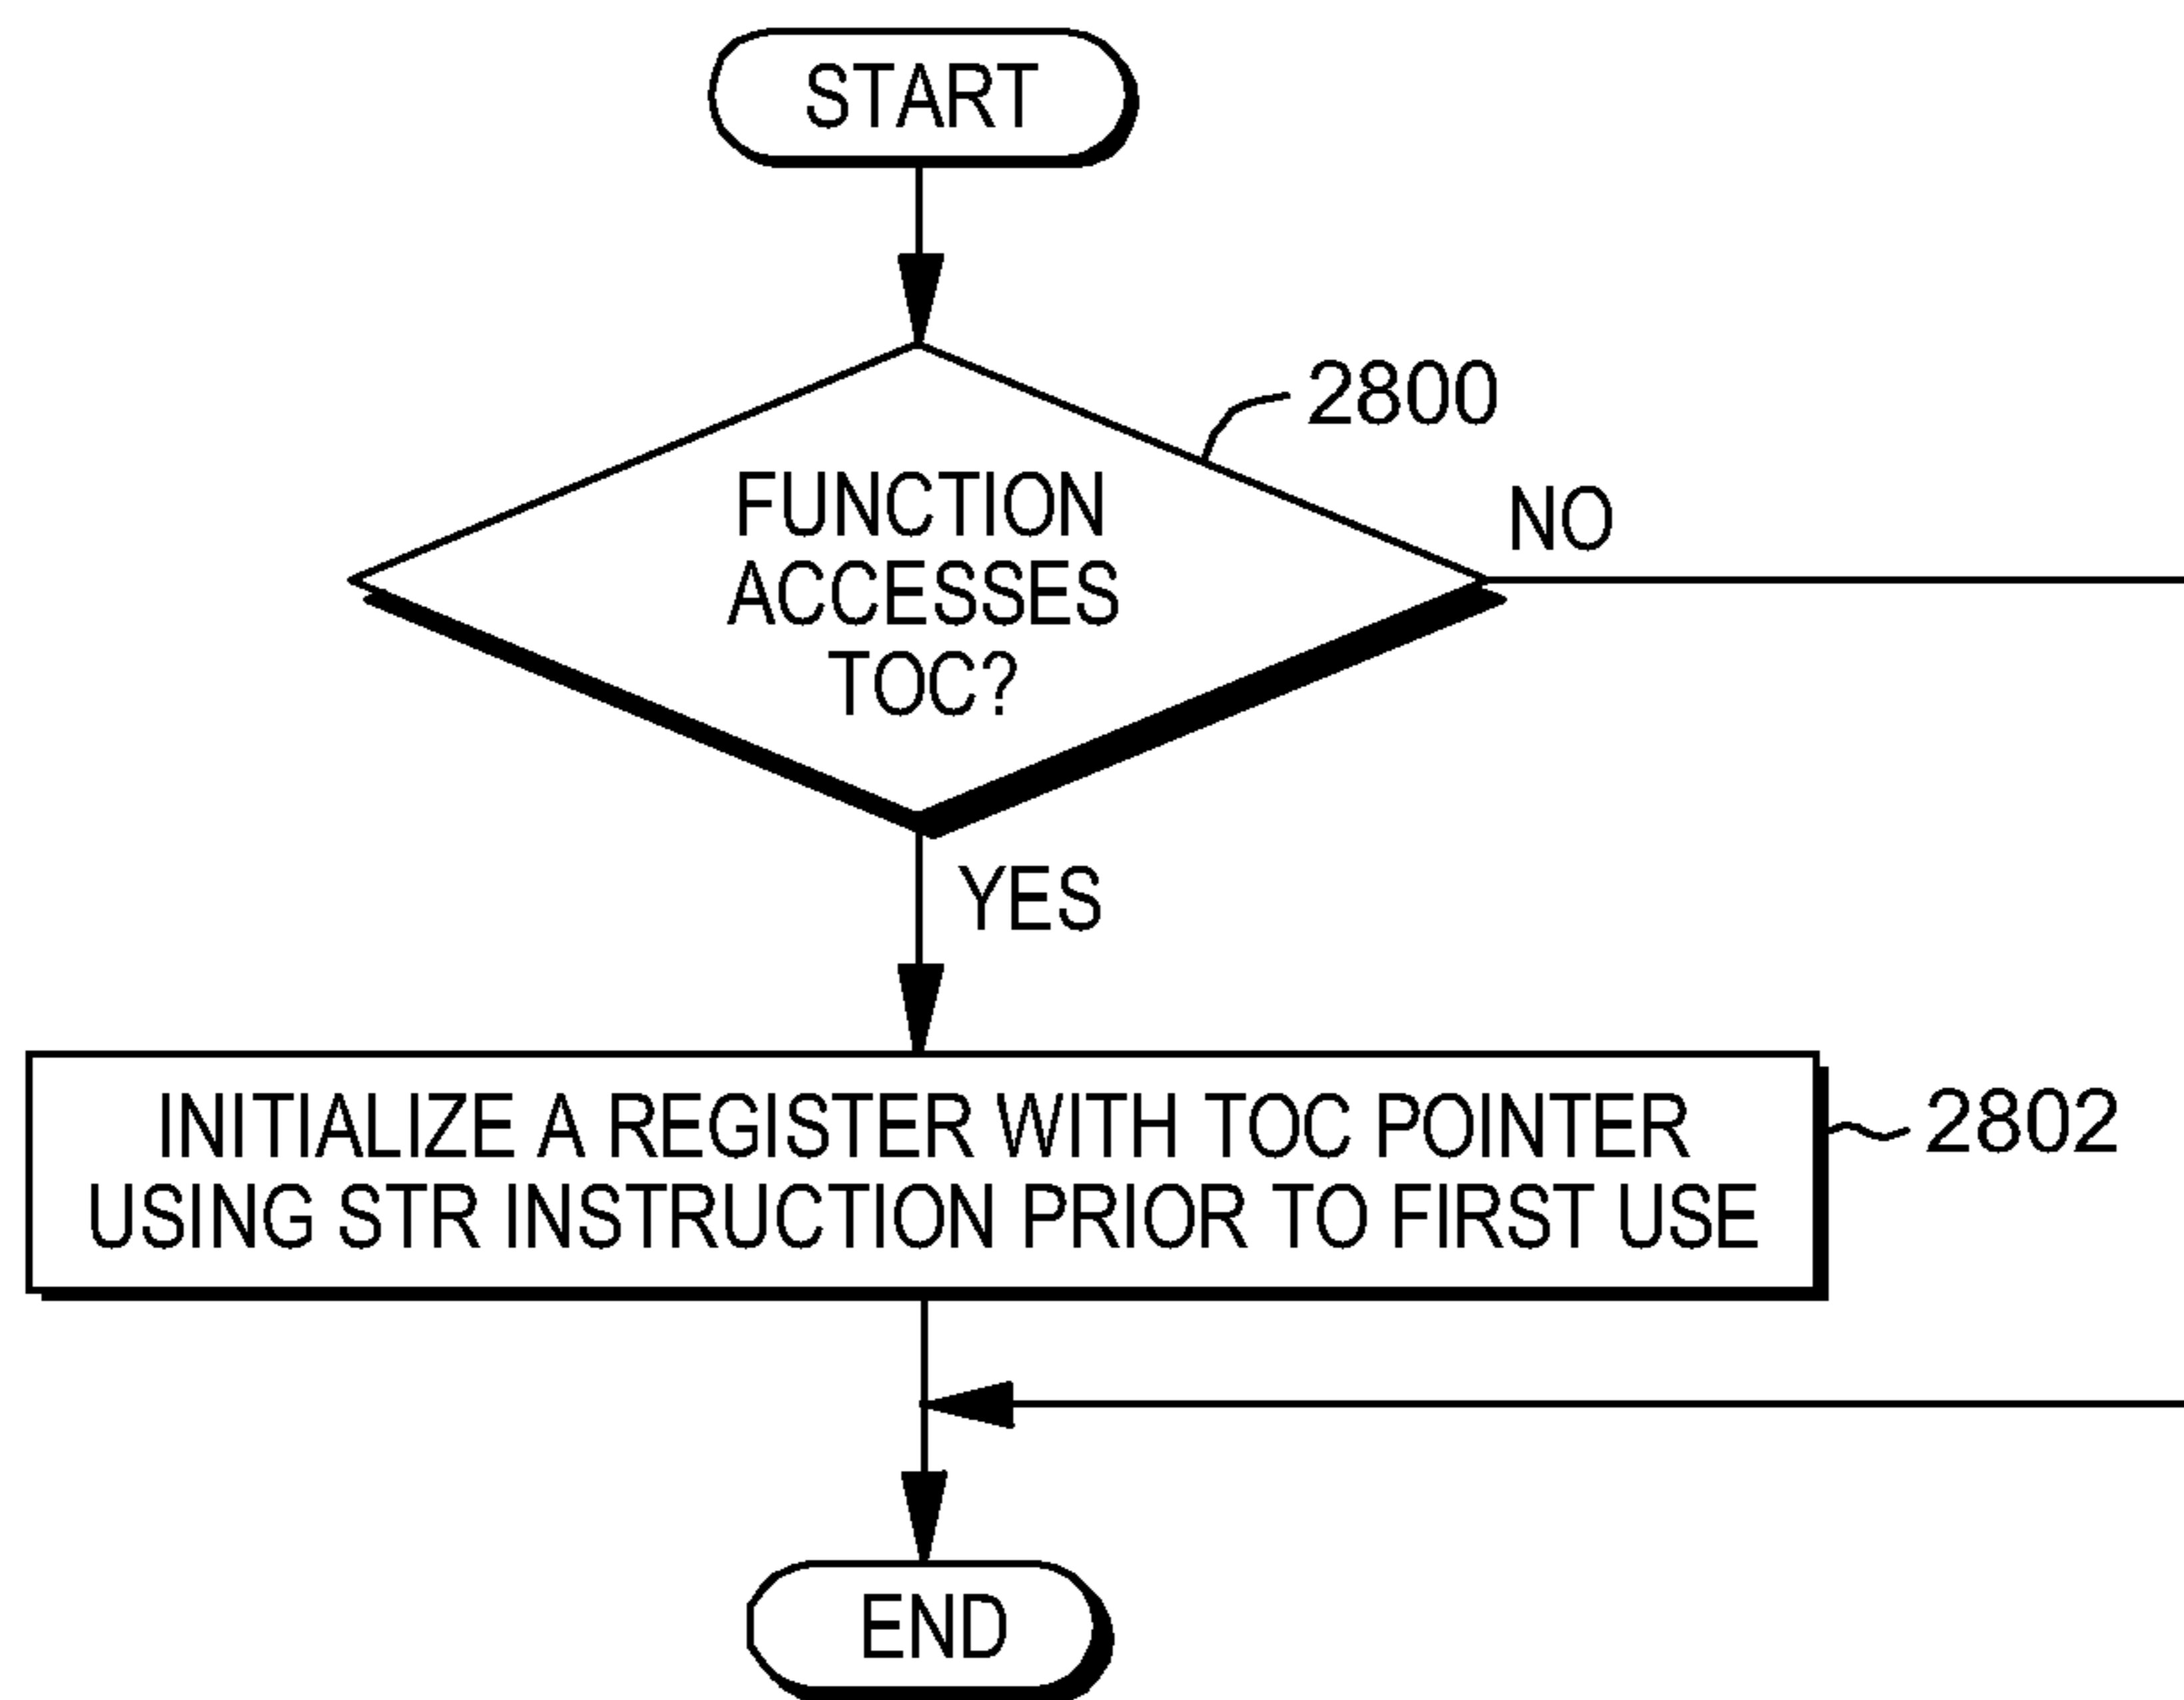 START
2800
FUNCTION
ACCESSES
TOC?
NO
YES
INITIALIZE A REGISTER WITH TOC POINTER
USING STR INSTRUCTION PRIOR TO FIRST USE
2802
END